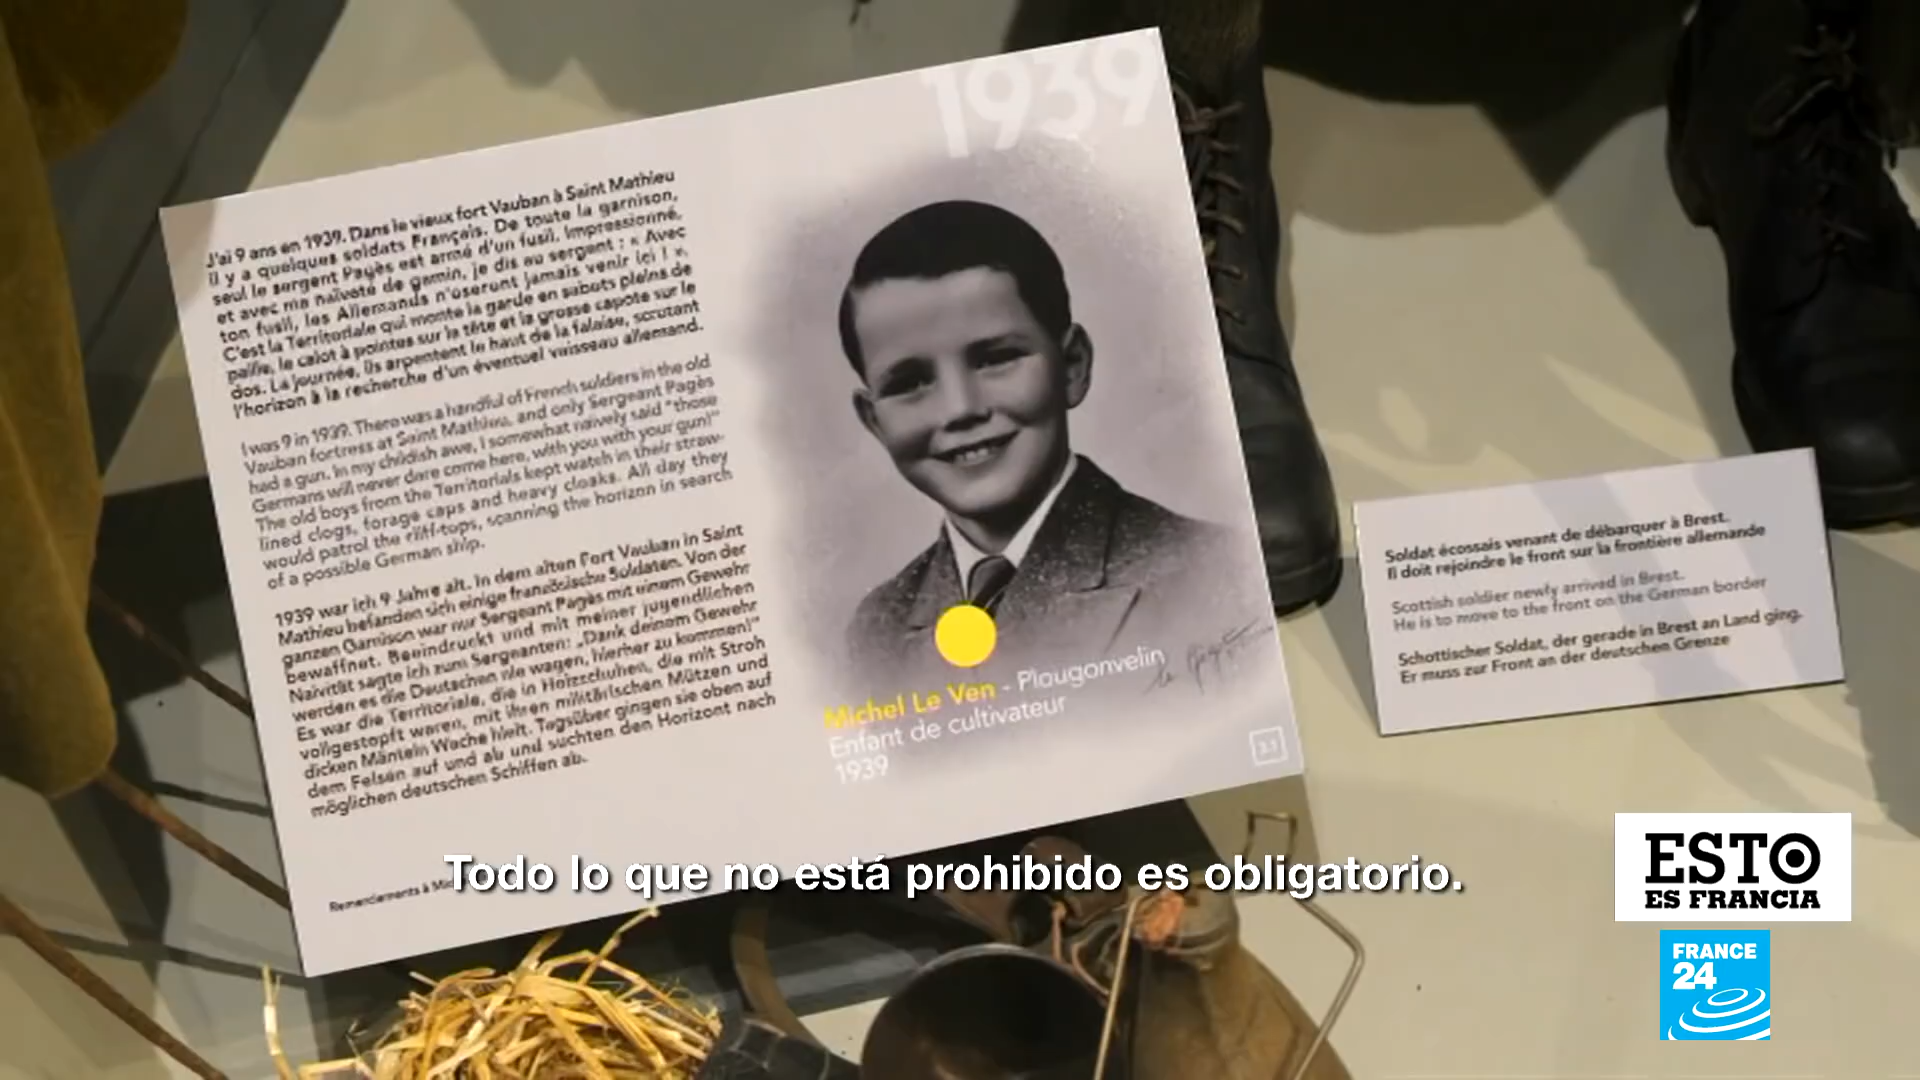 1939
J'ai 9 ans en 1939. Dans le vieux fort Vauban à Saint Mathieu
il y a quelques soldats Français. De toute la garnison,
seul le sergent Pagès est armé d'un fusil. Impressionné,
et avec ma naïveté de gamin, je dis au sergent : « Avec
ton fusil, les Allemands n'oseront jamais venir ici ! ».
C'est la Territoriale qui monte la garde en sabots pleins de
paille, le calot à pointes sur la tête et la grosse capote sur le
dos. La journée, ils arpentent le haut de la falaise, scrutant
l'horizon à la recherche d'un éventuel vaisseau allemand.
I was 9 in 1939. There was a handful of French soldiers in the old
Vauban fortress at Saint Mathieu, and only Sergeant Pagès
had a gun. In my childish awe, I somewhat naively said "those
Germans will never dare come here, with you with your gun!"
The old boys from the Territorials kept watch in their straw-
lined clogs, forage caps and heavy cloaks. All day they
would patrol the cliff-tops, scanning the horizon in search
of a possible German ship.
1939 war ich 9 Jahre alt. In dem alten Fort Vauban in Saint
Mathieu befanden sich einige französische Soldaten. Von der
ganzen Garnison war nur Sergeant Pagès mit einem Gewehr
bewaffnet. Beeindruckt und mit meiner jugendlichen
Naivität sagte ich zum Sergeanten: „Dank deinem Gewehr
werden es die Deutschen nie wagen, hierher zu kommen!"
Es war die Territoriale, die in Holzschuhen, die mit Stroh
vollgestopft waren, mit ihren militärischen Mützen und
dicken Mänteln Wache hielt. Tagsüber gingen sie oben auf
dem Felsen auf und ab und suchten den Horizont nach
möglichen deutschen Schiffen ab.
Remerciements à
Michel Le Ven - Plougonvelin
Enfant de cultivateur
1939
3.1
Soldat écossais venant de débarquer à Brest.
Il doit rejoindre le front sur la frontière allemande
Scottish soldier newly arrived in Brest.
He is to move to the front on the German border
Schottischer Soldat, der gerade in Brest an Land ging.
Er muss zur Front an der deutschen Grenze
Todo lo que no está prohibido es obligatorio.
ESTO
ES FRANCIA
FRANCE
24